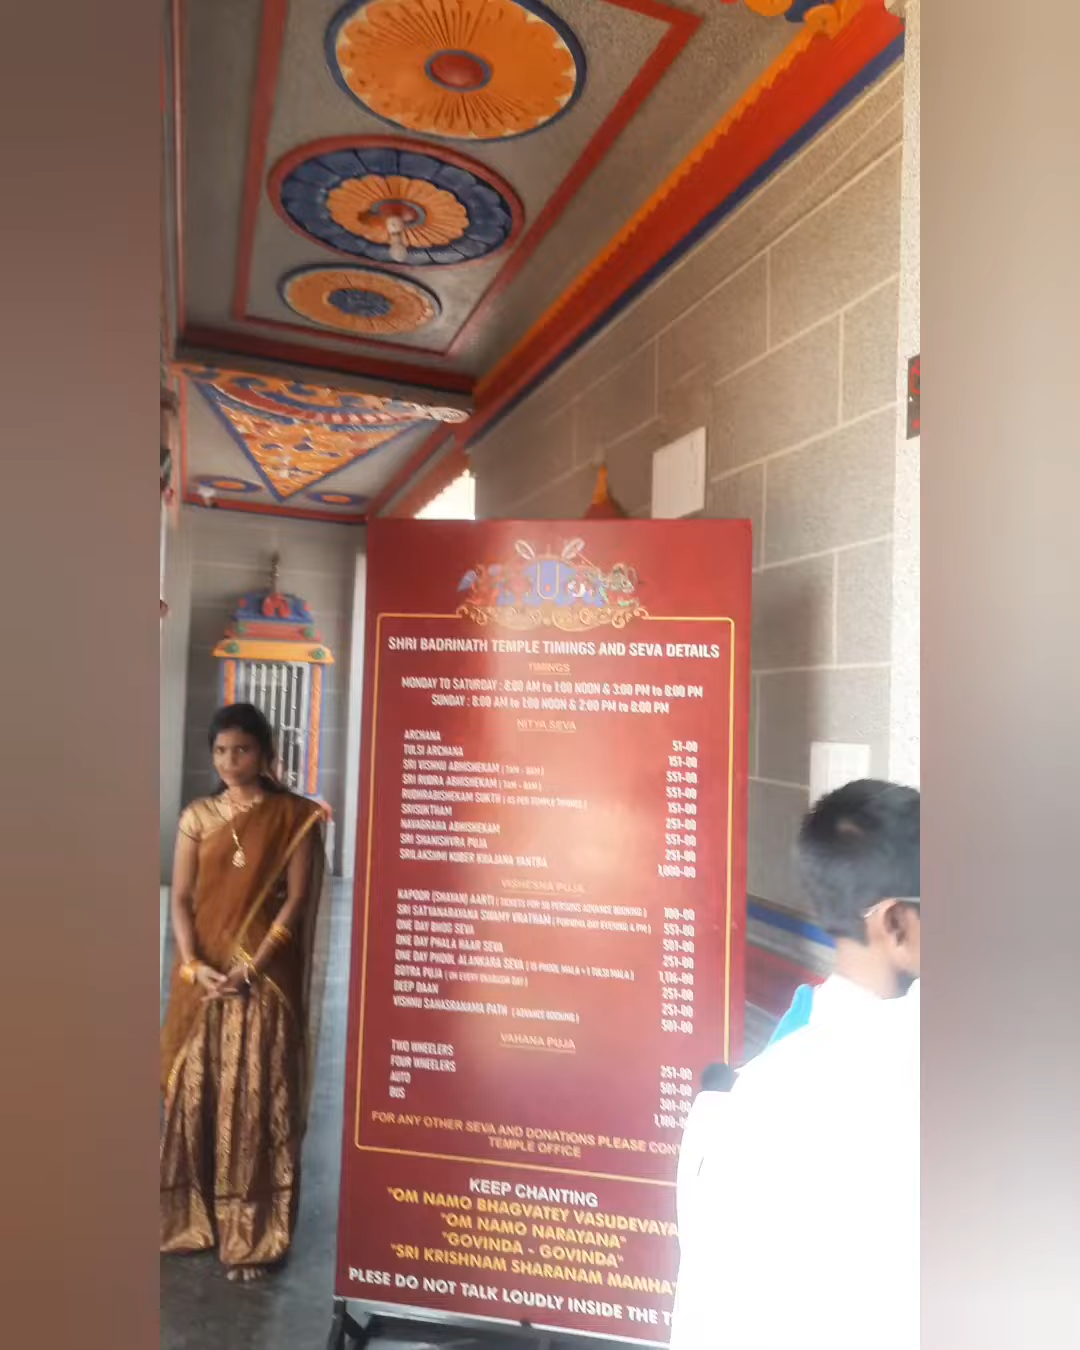 SHRI BADRINATH TEMPLE TIMINGS AND SEVA DETAILS
TIMINGS
MONDAY TO SATURDAY : 8:00 AM to 1:00 NOON & 3:00 PM to 8:00 PM
SUNDAY : 8:00 AM to 1:00 NOON & 2:00 PM to 8:00 PM
NITYA SEVA
ARCHANA 51-00
TULSI ARCHANA 151-00
SRI VISHNU ABHISHEKAM ( 7AM - 8AM ) 551-00
SRI RUDRA ABHISHEKAM ( 7AM - 8AM ) 551-00
RUDHRABISHEKAM SUKTH ( AS PER TEMPLE TIMINGS ) 151-00
SRISUKTHAM 251-00
NAVAGRAHA ABHISHEKAM 551-00
SRI SHANISHVRA PUJA 251-00
SRILAKSHMI KUBER KHAJANA YANTRA 1,000-00
VISHESHA PUJA
KAPOOR (SHAYAN) AARTI ( TICKETS FOR PERSONS ADVANCE BOOKING ) 100-00
SRI SATYANARAYANA SWAMY VRATHAM ( PURNIMA DAY EVENING 4 PM ) 551-00
ONE DAY BHOG SEVA 501-00
ONE DAY PHALA HAAR SEVA 251-00
ONE DAY PHOOL ALANKARA SEVA ( 15 PHOOL MALA + 1 TULSI MALA ) 1,116-00
GOTRA PUJA ( ON EVERY EKADASHI DAY ) 251-00
DEEP DAAN 251-00
VISHNU SAHASRANAMA PATH ( ADVANCE BOOKING ) 501-00
VAHANA PUJA
TWO WHEELERS 251-00
FOUR WHEELERS 501-00
AUTO 301-00
BUS
FOR ANY OTHER SEVA AND DONATIONS PLEASE CONT
TEMPLE OFFICE
KEEP CHANTING
"OM NAMO BHAGVATEY VASUDEVAYA
"OM NAMO NARAYANA"
"GOVINDA - GOVINDA"
"SRI KRISHNAM SHARANAM MAMHA"
PLESE DO NOT TALK LOUDLY INSIDE THE T